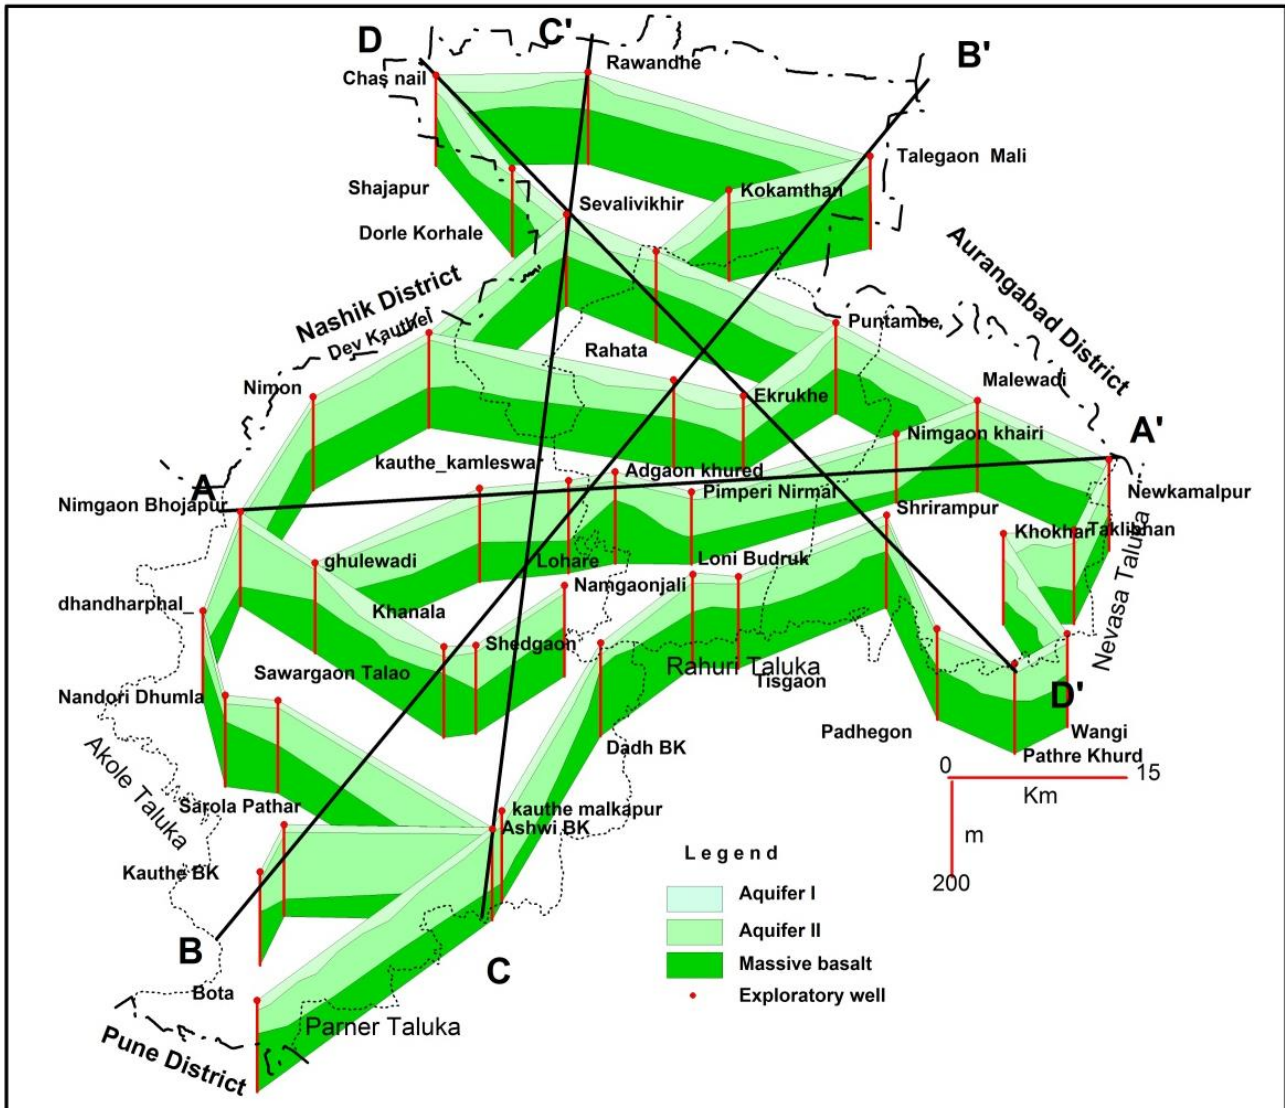 D
C'
B'
Rawandhe
Chas nail
Talegaon Mali
Shajapur
Kokamthan
Sevalivikhir
Dorle Korhale
Aurangabad District
Nashik District
Dev Kauthei
Puntambe
Rahata
Malewadi
Nimon
Ekrukhe
Nimgaon khairi
A'
kauthe_kamleswar
Adgaon khured
A
Pimperi Nirmal
Newkamalpur
Nimgaon Bhojapur
Shrirampur
Khokhar
Taklibhan
ghulewadi
Lohare
Loni Budruk
Namgaonjali
dhandharphal_
Khanala
Nevasa Taluka
Shedgaon
Sawargaon Talao
Rahuri Taluka
Tisgaon
D'
Nandori Dhumla
Padhegon
Wangi
Dadh BK
Pathre Khurd
Akole Taluka
0
15
Km
Sarola Pathar
kauthe malkapur
Ashwi BK
m
Kauthe BK
Legend
200
Aquifer I
Aquifer II
B
C
Massive basalt
Bota
Exploratory well
Parner Taluka
Pune District